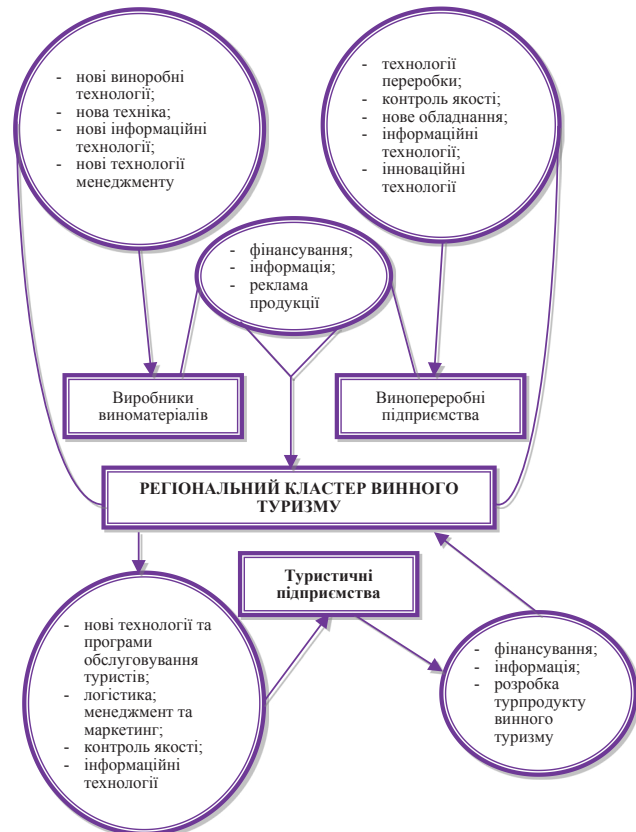 - нові виноробні
технології;
- нова техніка;
- нові інформаційні
технології;
- нові технології
менеджменту
- технології
переробки;
- контроль якості;
- нове обладнання;
- інформаційні
технології;
- інноваційні
технології
- фінансування;
- інформація;
- реклама
продукції
Виробники
виноматеріалів
Винопереробні
підприємства
РЕГІОНАЛЬНИЙ КЛАСТЕР ВИННОГО
ТУРИЗМУ
Туристичні
підприємства
- нові технології та
програми
обслуговування
туристів;
- логістика;
менеджмент та
маркетинг;
- контроль якості;
- інформаційні
технології
- фінансування;
- інформація;
- розробка
турпродукту
винного
туризму